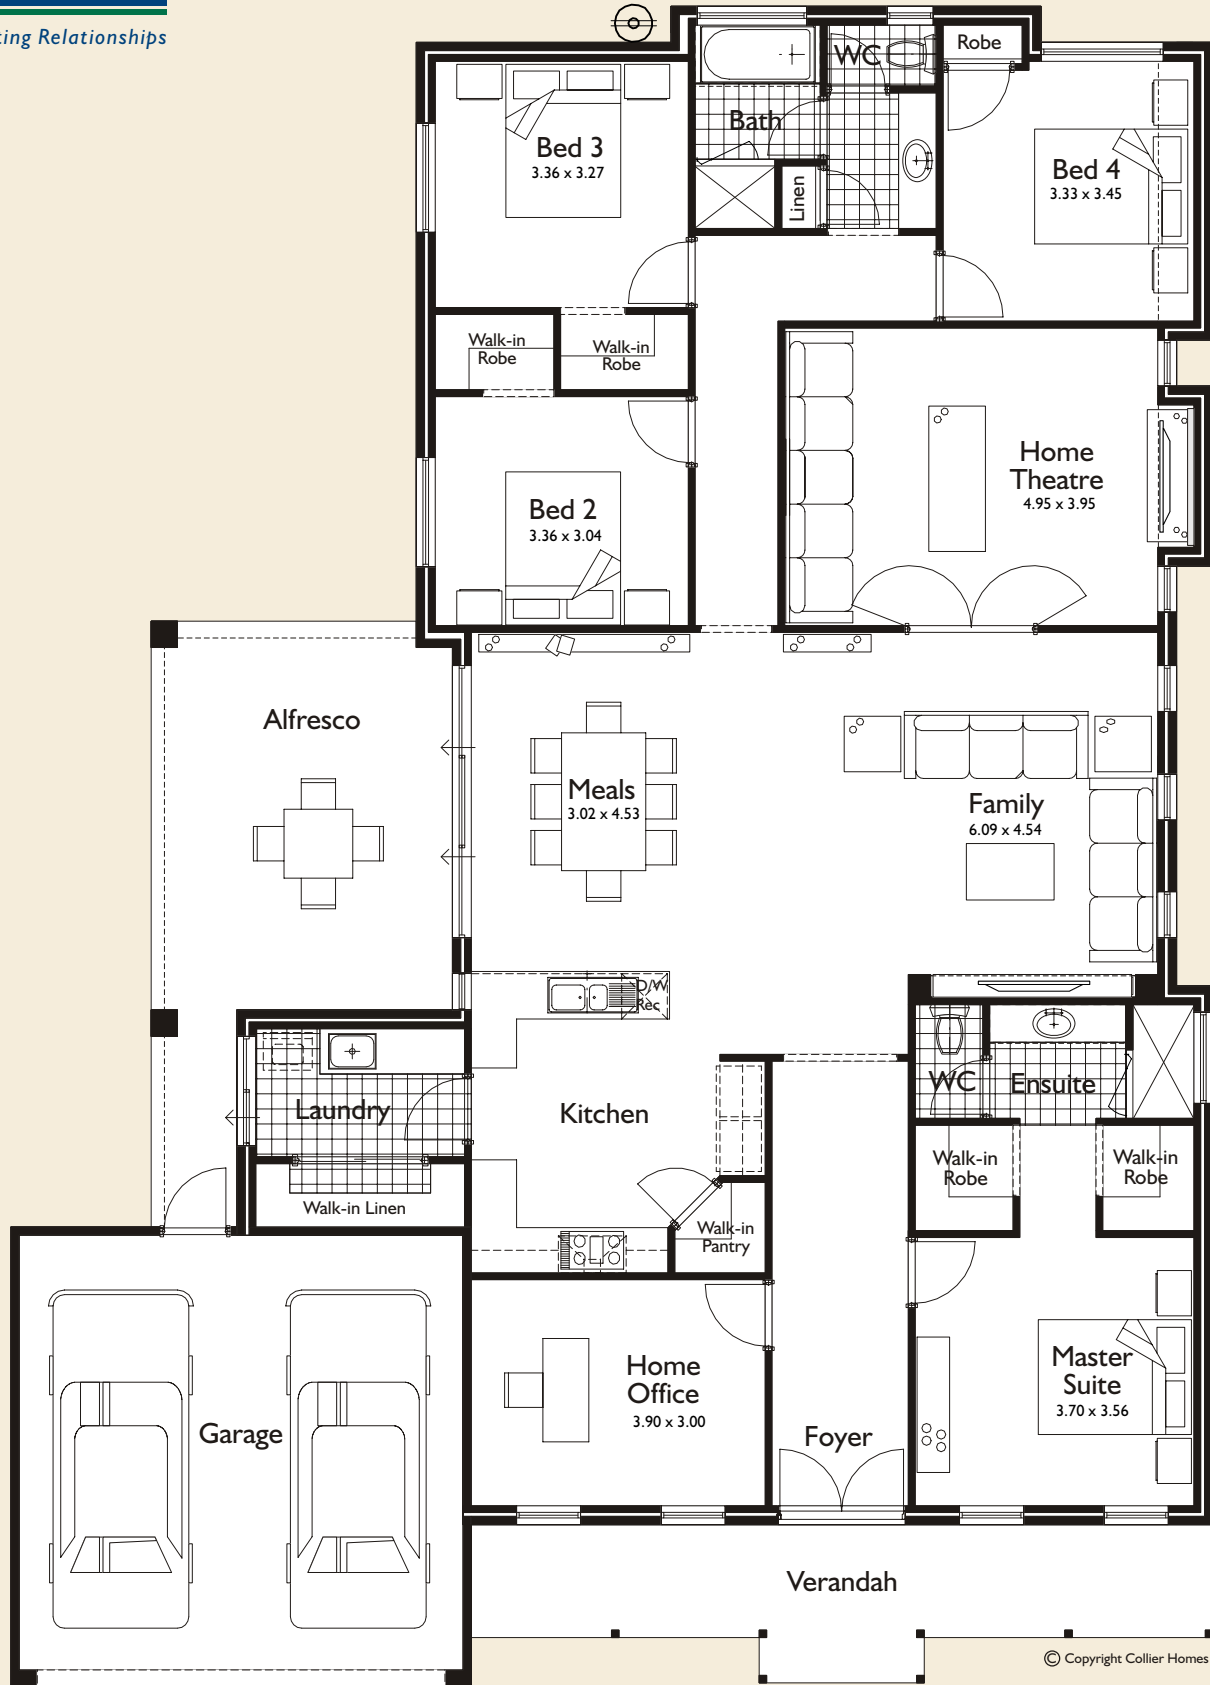 ting Relationships
WC
Robe
Bath
Bed 3
3.36 x 3.27
Bed 4
3.33 x 3.45
Linen
Walk-in
Robe
Walk-in
Robe
Home
Theatre
4.95 x 3.95
Bed 2
3.36 x 3.04
Alfresco
Meals
3.02 x 4.53
Family
6.09 x 4.54
D/W
Rec
WC
Ensuite
Laundry
Kitchen
Walk-in
Robe
Walk-in
Robe
Walk-in Linen
Walk-in
Pantry
Home
Office
3.90 x 3.00
Master
Suite
3.70 x 3.56
Garage
Foyer
Verandah
© Copyright Collier Homes